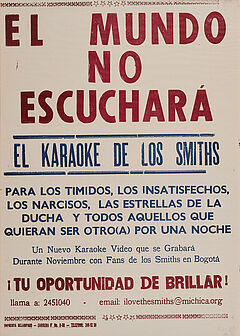 EL MUNDO
NO
ESCUCHARÁ
EL KARAOKE DE LOS SMITHS
PARA LOS TIMIDOS, LOS INSATISFECHOS,
LOS NARCISOS, LAS ESTRELLAS DE LA
DUCHA Y TODOS AQUELLOS QUE
QUIERAN SER OTRO(A) POR UNA NOCHE
Un Nuevo Karaoke Video que se Grabará
Durante Noviembre con Fans de los Smiths en Bogotá
¡TU OPORTUNIDAD DE BRILLAR!
llama a: 2451040 - email: ilovethesmiths@michica.org